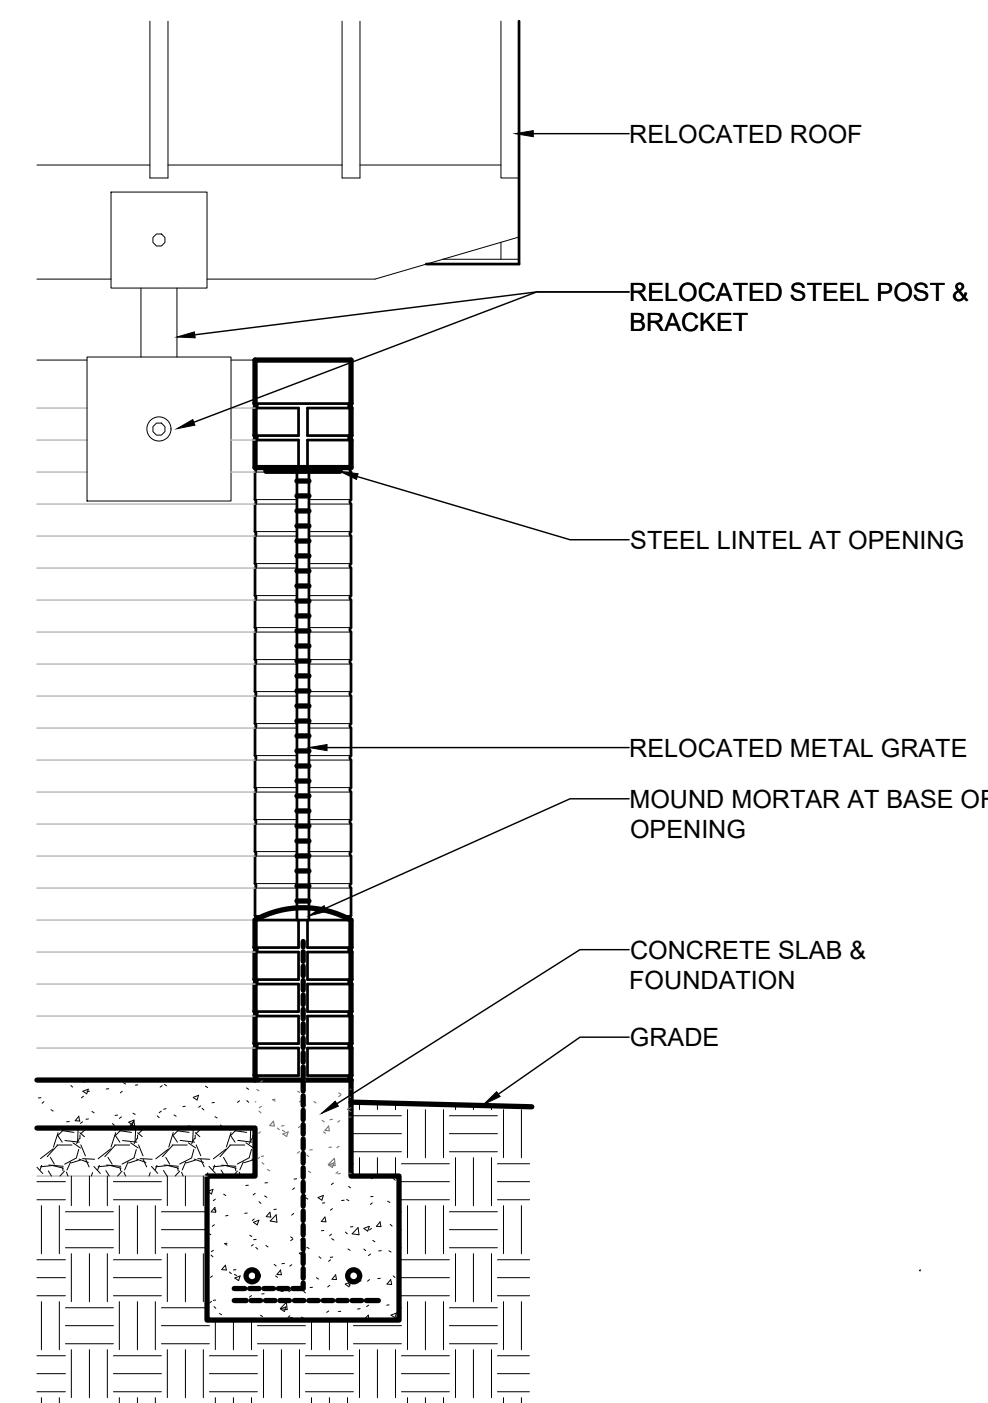 RELOCATED ROOF
RELOCATED STEEL POST &
BRACKET
STEEL LINTEL AT OPENING
RELOCATED METAL GRATE
MOUND MORTAR AT BASE OF
OPENING
CONCRETE SLAB &
FOUNDATION
GRADE